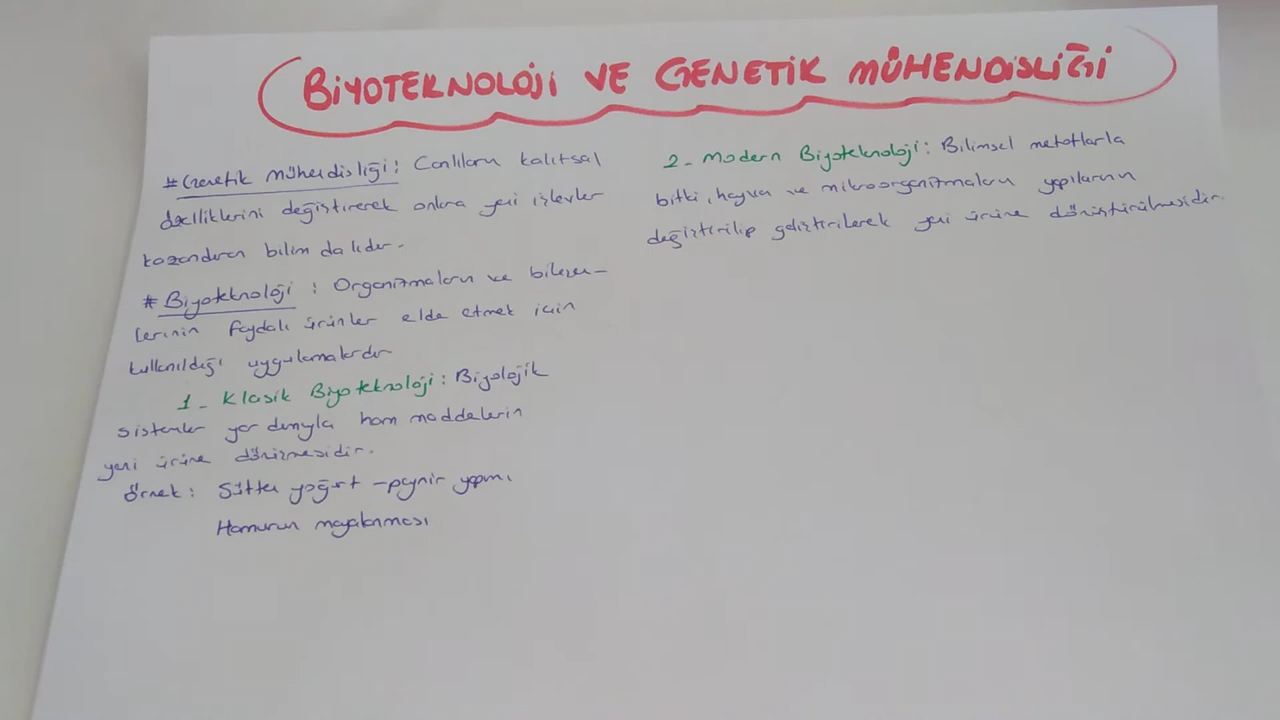 BİYOTEKNOLOJİ VE GENETİK MÜHENDİSLİĞİ
#Genetik mühendisliği: Canlıların kalıtsal
özelliklerini değiştirerek onlara yeni işlevler
kazandıran bilim dalıdır.
#Biyoteknoloji : Organizmaların ve bileşen-
lerinin faydalı ürünler elde etmek için
kullanıldığı uygulamalardır
1- Klasik Biyoteknoloji: Biyolojik
sistemler yardımıyla ham maddelerin
yeni ürüne dönüşmesidir.
Örnek: Sütten yoğurt -peynir yapımı
Hamurun mayalanması
2- Modern Biyoteknoloji: Bilimsel metotlarla
bitki, hayvan ve mikroorganizmaların yapılarının
değiştirilip geliştirilerek yeni ürüne dönüştürülmesidir.